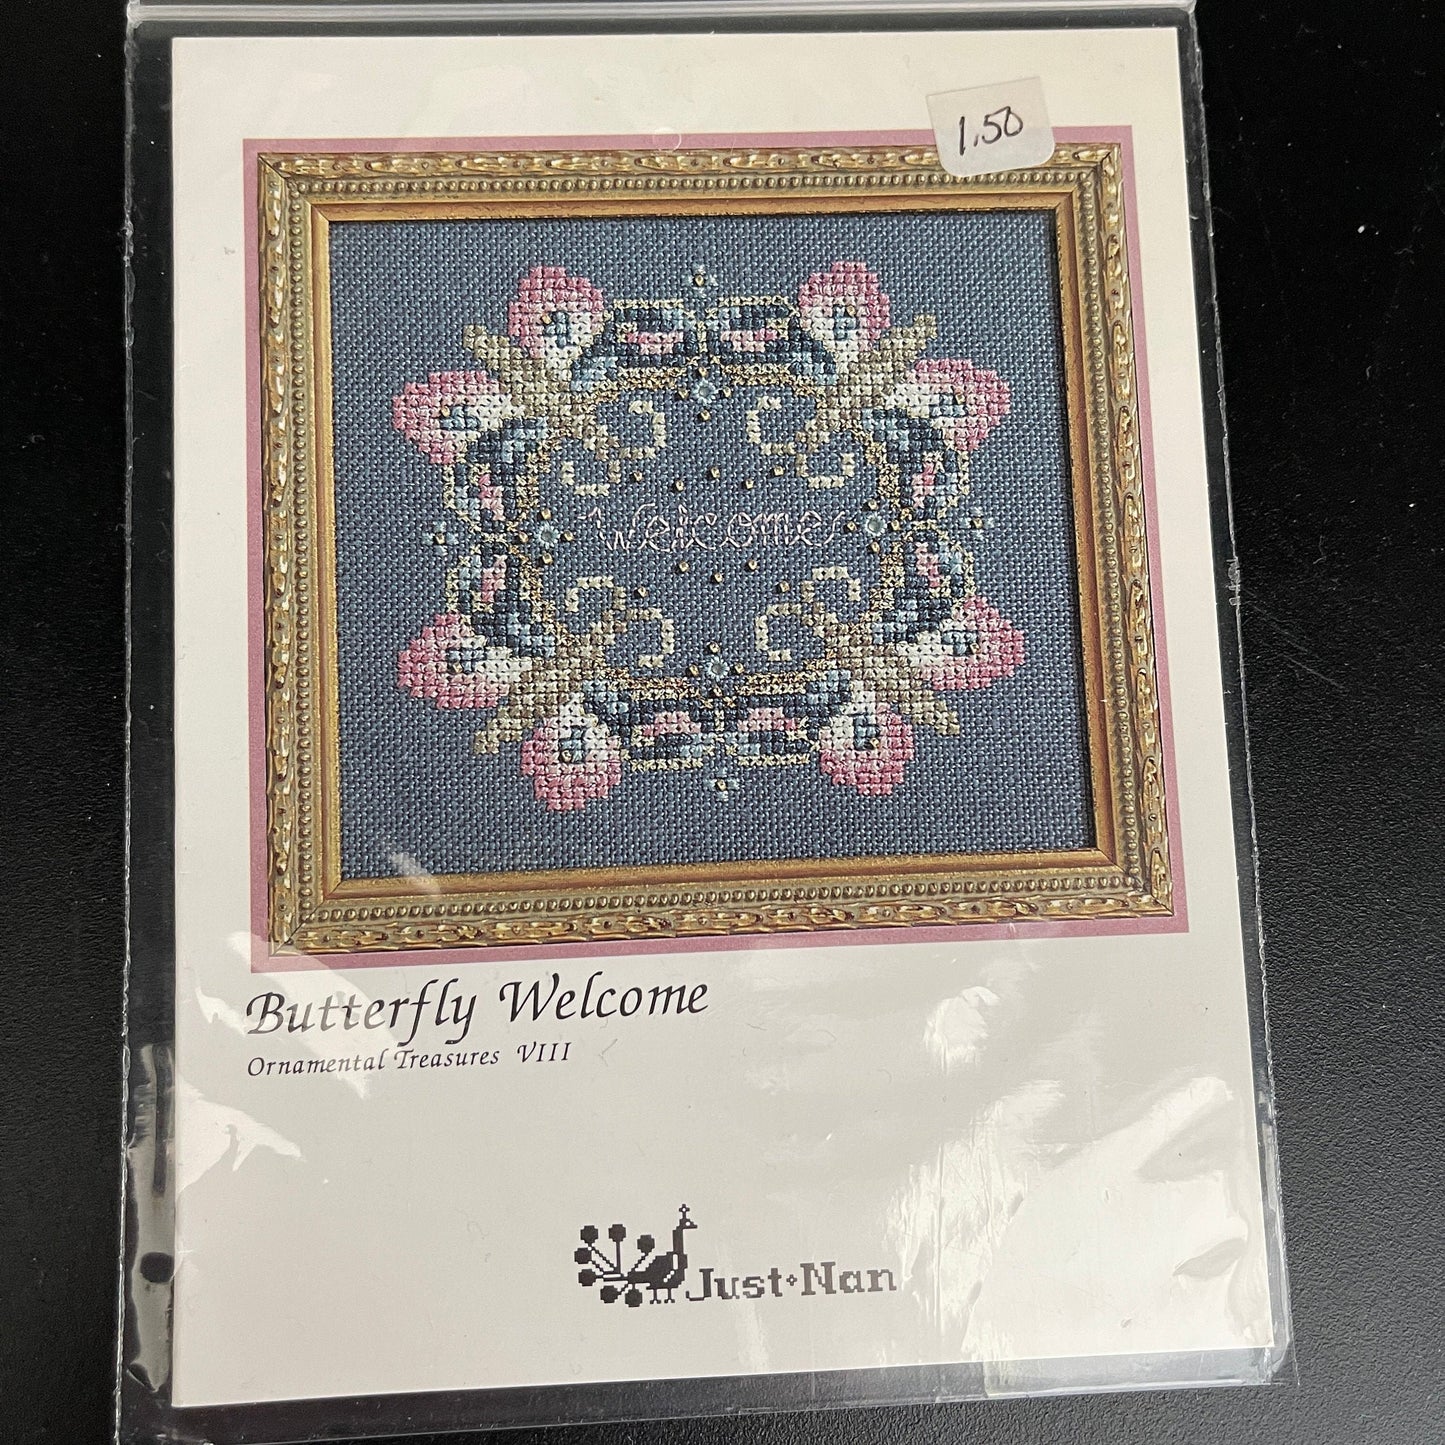 1.50
Welcome
Butterfly Welcome
Ornamental Treasures VIII
Just Nan